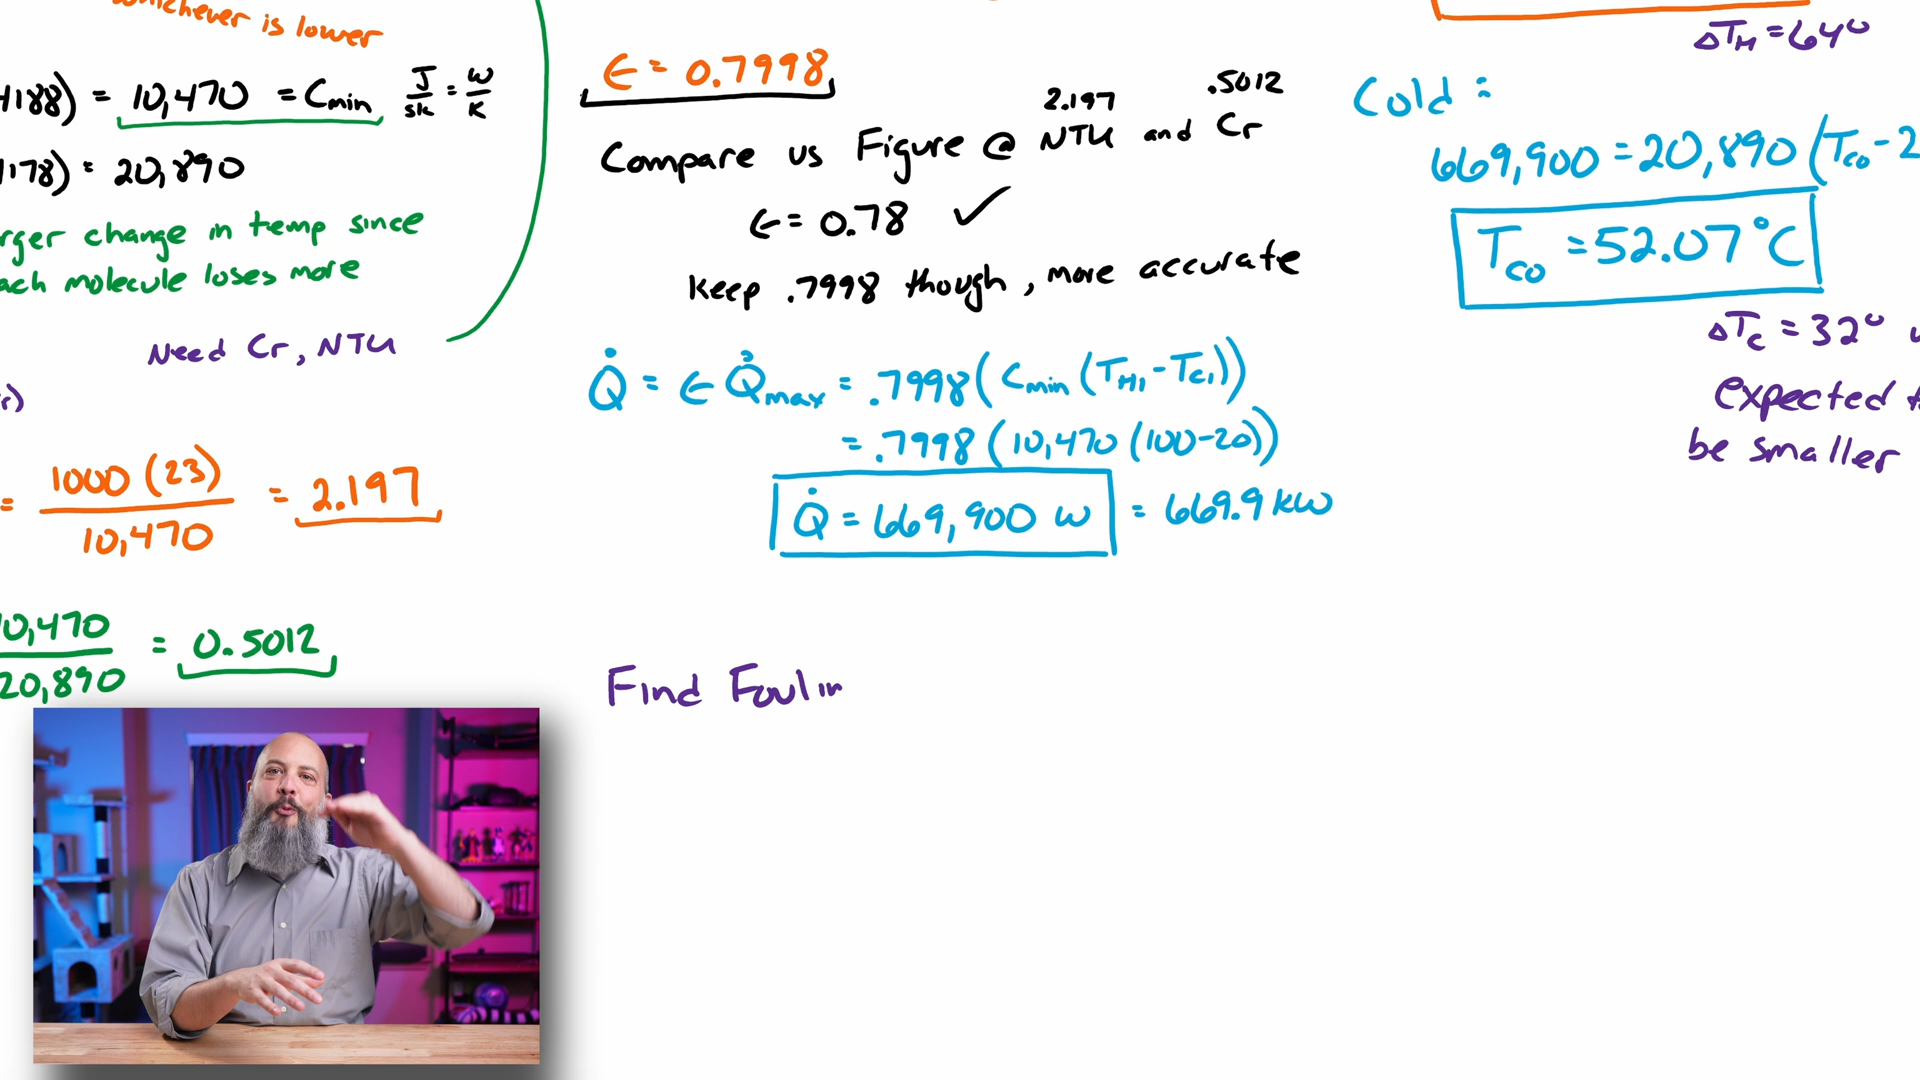 whichever is lower
4188) = 10,470 = Cmin J/sk = W/K
4178) = 20,890
rger change in temp since
ach molecule loses more
Need Cr, NTU
r)
= 1000 (23) / 10,470 = 2.197
10,470 / 20,890 = 0.5012
ϵ = 0.7998
2.197 .5012
Compare vs Figure @ NTU and Cr
ϵ = 0.78 ✓
Keep .7998 though, more accurate
Q̇ = ϵ Q̇max = .7998 (Cmin (TH1 - TC1))
= .7998 (10,470 (100-20))
Q̇ = 669,900 W = 669.9 kW
Find Foulin
ΔTH = 64°
Cold:
669,900 = 20,890 (Tco - 2
Tco = 52.07°C
ΔTc = 32°
expected t
be smaller